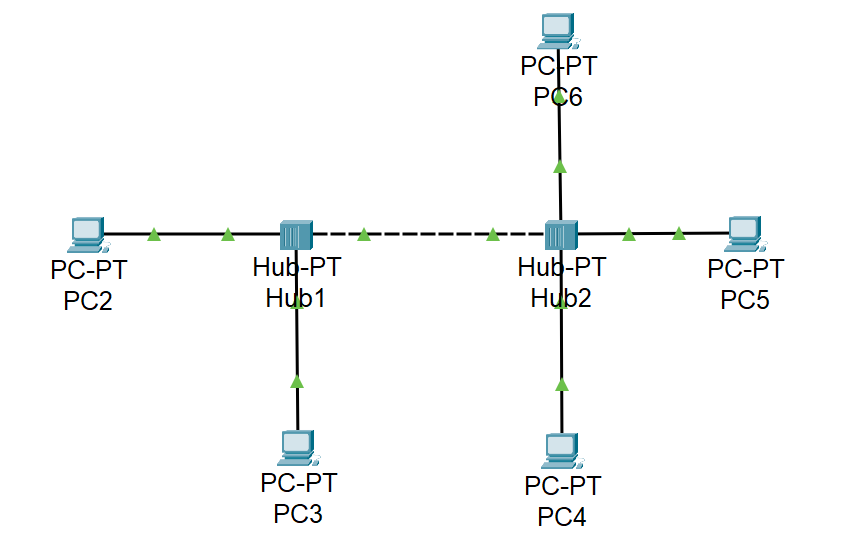 PC-PT
PC6
PC-PT
PC2
Hub-PT
Hub1
Hub-PT
Hub2
PC-PT
PC5
PC-PT
PC3
PC-PT
PC4